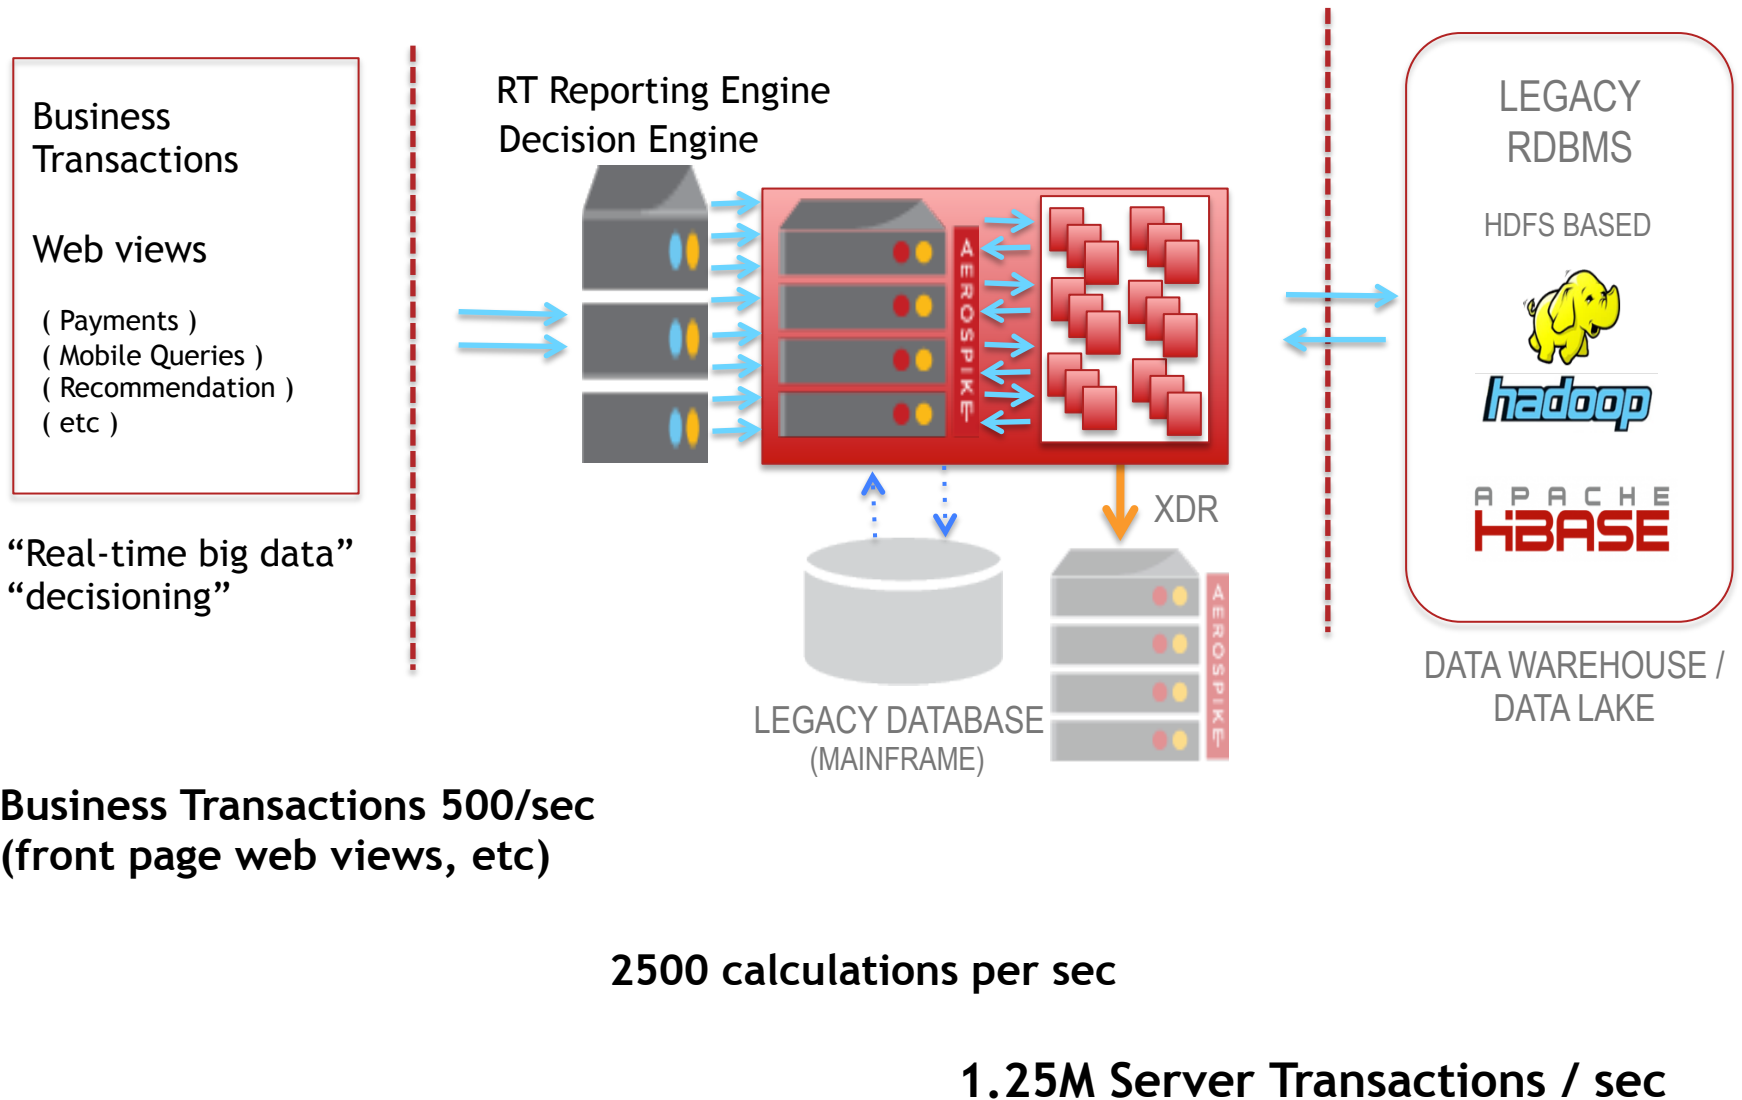 Business
Transactions
Web views
( Payments )
( Mobile Queries )
( Recommendation )
( etc )
“Real-time big data”
“decisioning”
RT Reporting Engine
Decision Engine
AEROSPIKE
XDR
LEGACY DATABASE
(MAINFRAME)
AEROSPIKE
LEGACY
RDBMS
HDFS BASED
hadoop
APACHE
HBASE
DATA WAREHOUSE /
DATA LAKE
Business Transactions 500/sec
(front page web views, etc)
2500 calculations per sec
1.25M Server Transactions / sec